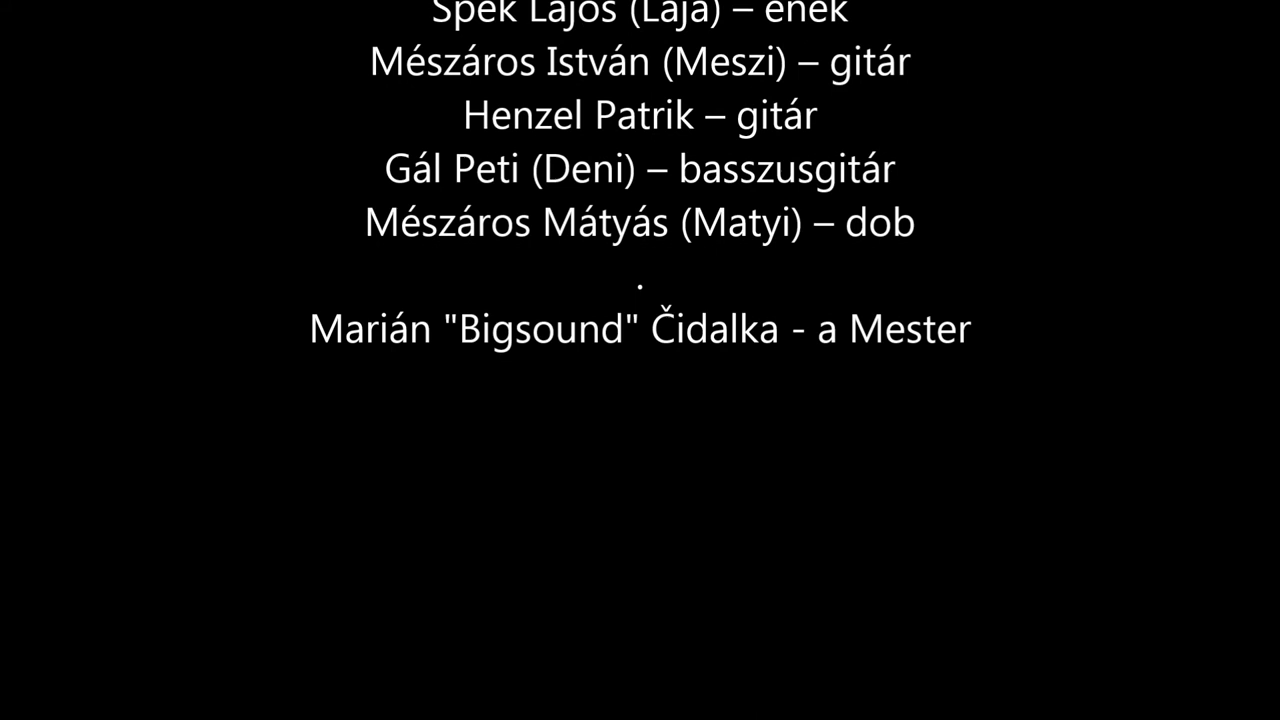 Spek Lajos (Laja) – ének
Mészáros István (Meszi) – gitár
Henzel Patrik – gitár
Gál Peti (Deni) – basszusgitár
Mészáros Mátyás (Matyi) – dob
.
Marián "Bigsound" Čidalka - a Mester